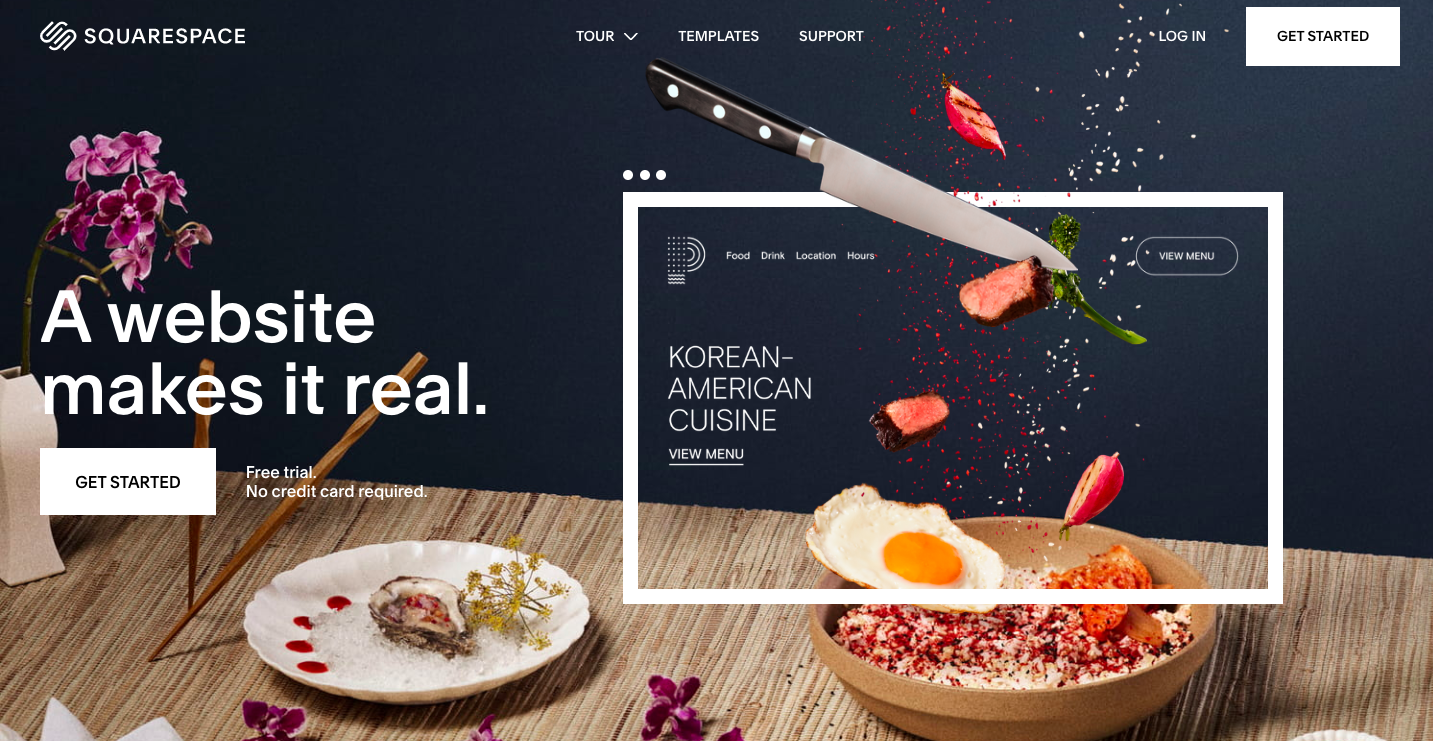 SQUARESPACE
TOUR
TEMPLATES
SUPPORT
LOG IN
GET STARTED
A website
makes it real.
GET STARTED
Free trial.
No credit card required.
Food Drink Location Hours
VIEW MENU
KOREAN-
AMERICAN
CUISINE
VIEW MENU